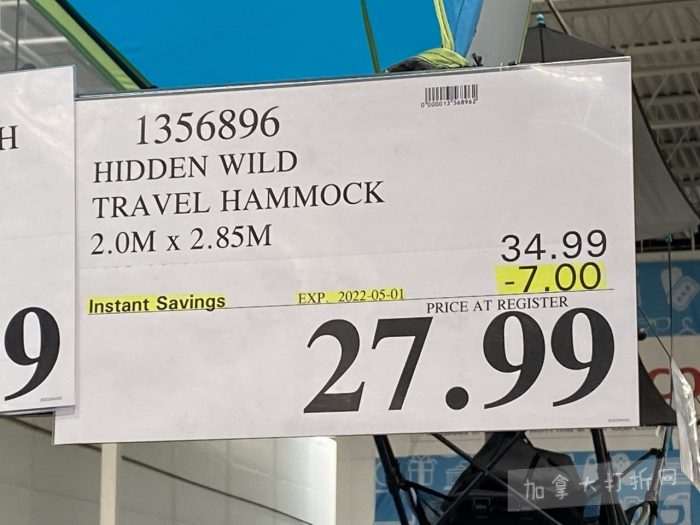 H
9
0000013568962
1356896
HIDDEN WILD
TRAVEL HAMMOCK
2.0M x 2.85M
34.99
-7.00
Instant Savings EXP. 2022-05-01
PRICE AT REGISTER
27.99
加拿大打折网